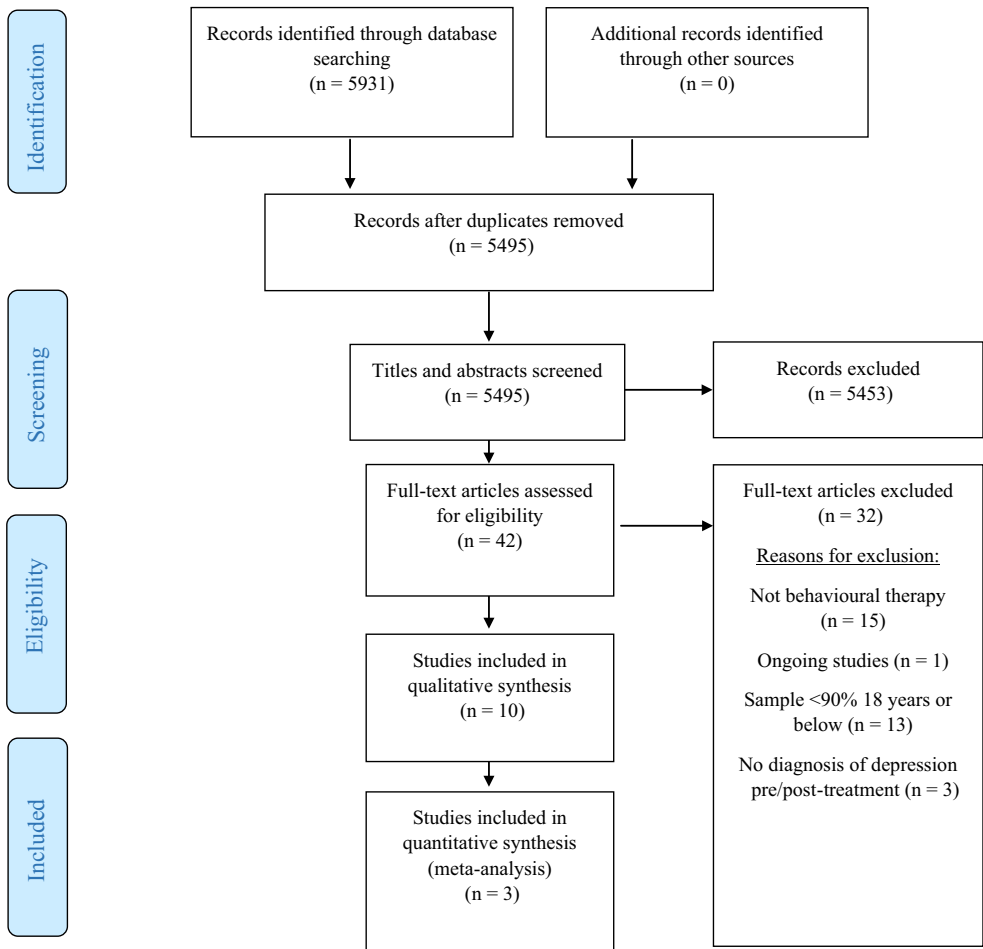 Identification
Records identified through database
searching
(n = 5931)
Additional records identified
through other sources
(n = 0)
Records after duplicates removed
(n = 5495)
Screening
Titles and abstracts screened
(n = 5495)
Records excluded
(n = 5453)
Eligibility
Full-text articles assessed
for eligibility
(n = 42)
Full-text articles excluded
(n = 32)
Reasons for exclusion:
Not behavioural therapy
(n = 15)
Ongoing studies (n = 1)
Sample <90% 18 years or
below (n = 13)
No diagnosis of depression
pre/post-treatment (n = 3)
Studies included in
qualitative synthesis
(n = 10)
Included
Studies included in
quantitative synthesis
(meta-analysis)
(n = 3)